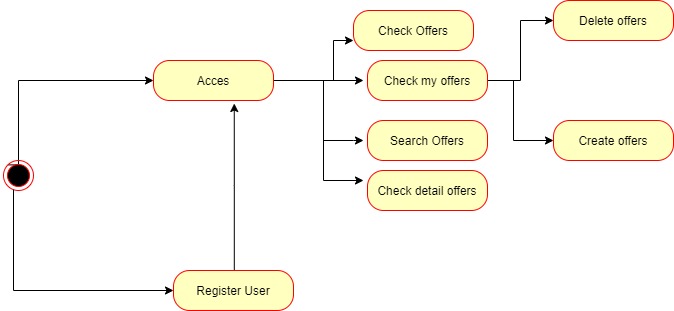 Check Offers
Delete offers
Acces
Check my offers
Search Offers
Create offers
Check detail offers
Register User